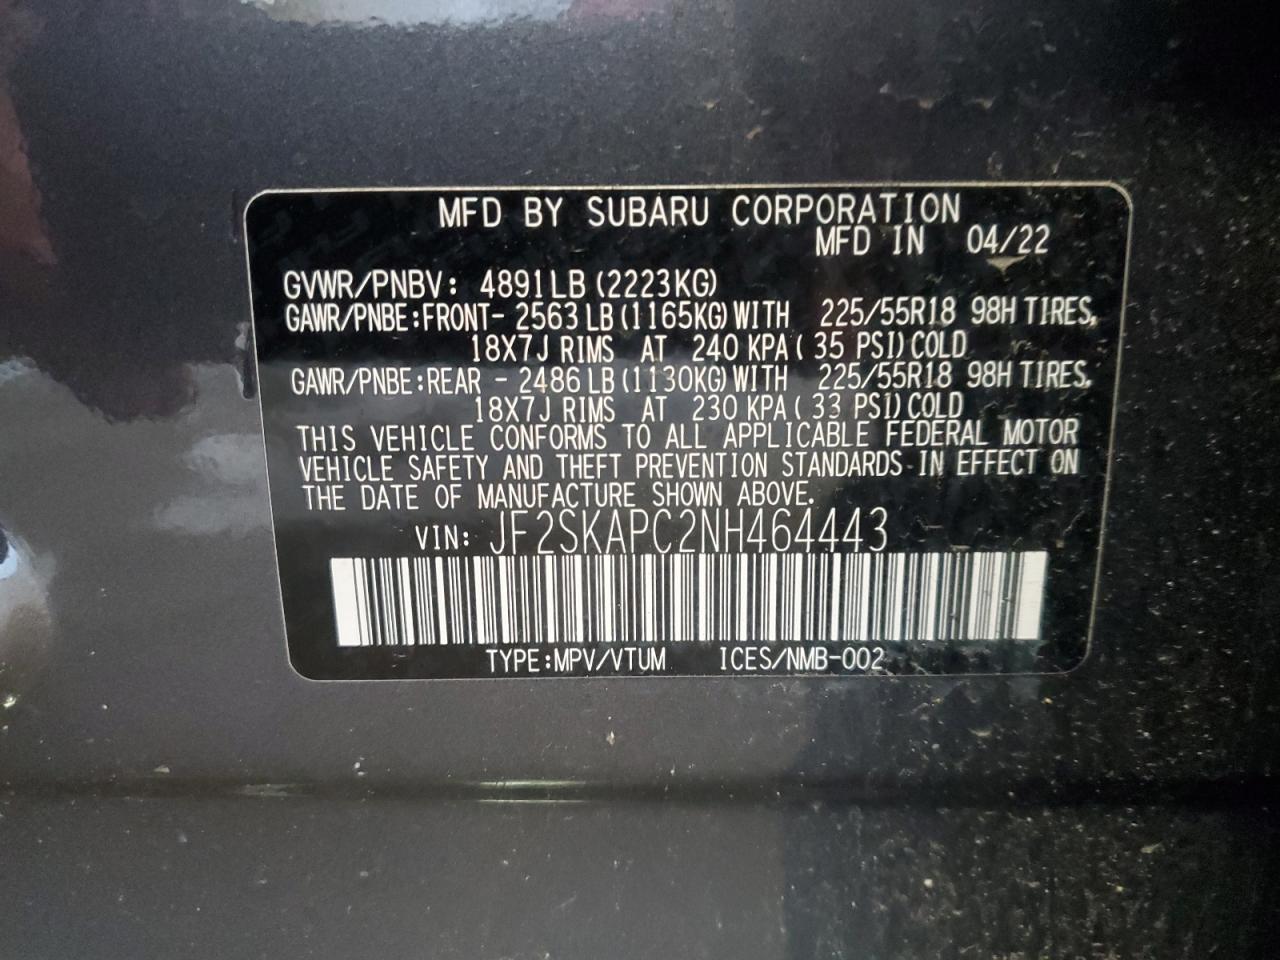 MFD BY SUBARU CORPORATION
MFD IN 04/22
GVWR/PNBV: 4891LB (2223KG)
GAWR/PNBE:FRONT- 2563 LB (1165KG) WITH 225/55R18 98H TIRES,
18X7J RIMS AT 240 KPA ( 35 PSI) COLD
GAWR/PNBE:REAR - 2486 LB (1130KG) WITH 225/55R18 98H TIRES,
18X7J RIMS AT 230 KPA ( 33 PSI) COLD
THIS VEHICLE CONFORMS TO ALL APPLICABLE FEDERAL MOTOR
VEHICLE SAFETY AND THEFT PREVENTION STANDARDS IN EFFECT ON
THE DATE OF MANUFACTURE SHOWN ABOVE.
VIN: JF2SKAPC2NH464443
TYPE:MPV/VTUM ICES/NMB-002